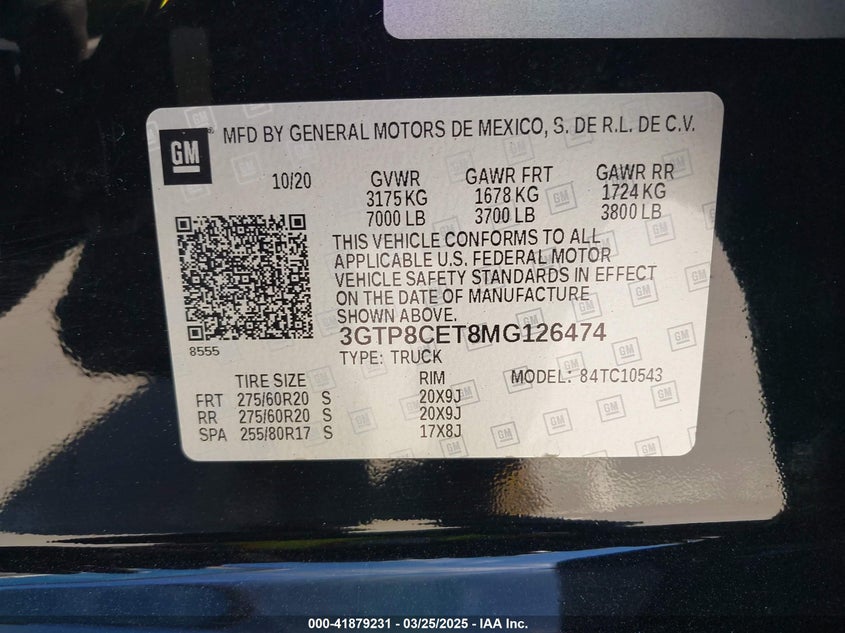 GM
®
MFD BY GENERAL MOTORS DE MEXICO, S. DE R.L. DE C.V.
10/20 GVWR GAWR FRT GAWR RR
3175 KG 1678 KG 1724 KG
7000 LB 3700 LB 3800 LB
THIS VEHICLE CONFORMS TO ALL
APPLICABLE U.S. FEDERAL MOTOR
VEHICLE SAFETY STANDARDS IN EFFECT
ON THE DATE OF MANUFACTURE
SHOWN ABOVE.
8555
3GTP8CET8MG126474
TYPE: TRUCK
TIRE SIZE RIM MODEL: 84TC10543
FRT 275/60R20 S 20X9J
RR 275/60R20 S 20X9J
SPA 255/80R17 S 17X8J
000-41879231 - 03/25/2025 - IAA Inc.